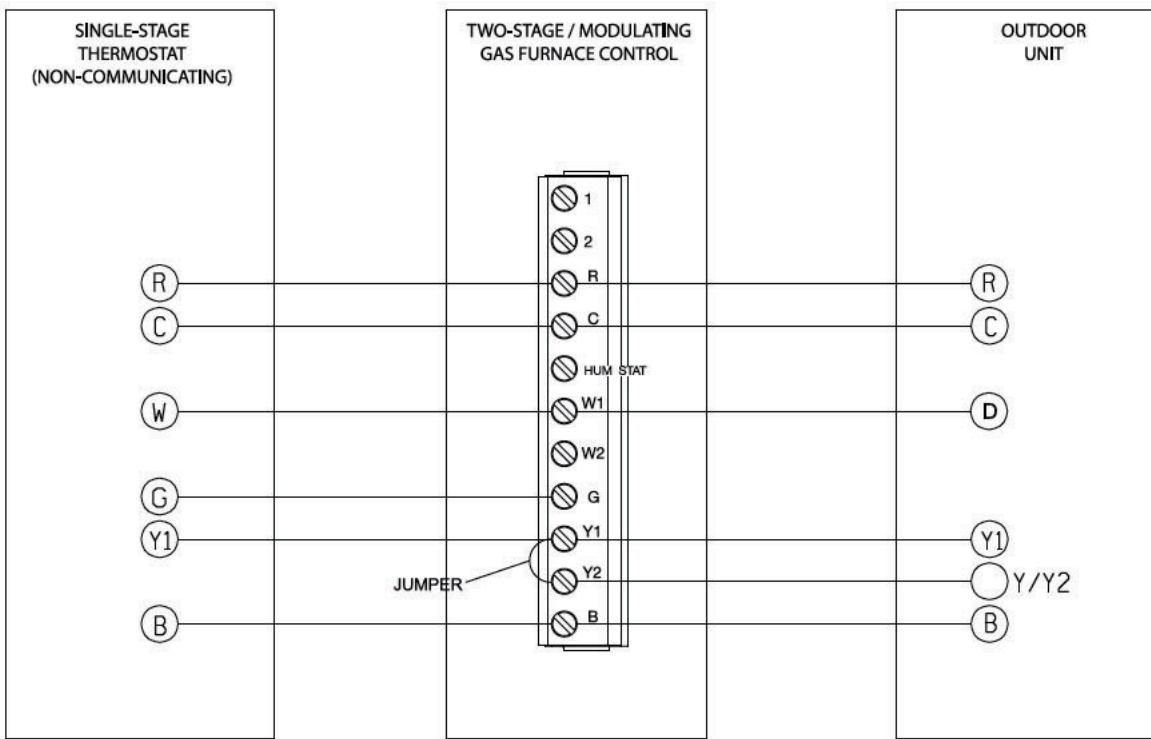 SINGLE-STAGE
THERMOSTAT
(NON-COMMUNICATING)
TWO-STAGE / MODULATING
GAS FURNACE CONTROL
OUTDOOR
UNIT
1
2
R R R
C C C
HUM STAT
W W1 D
W2
G G
Y1 Y1 Y1
JUMPER Y2 Y/Y2
B B B